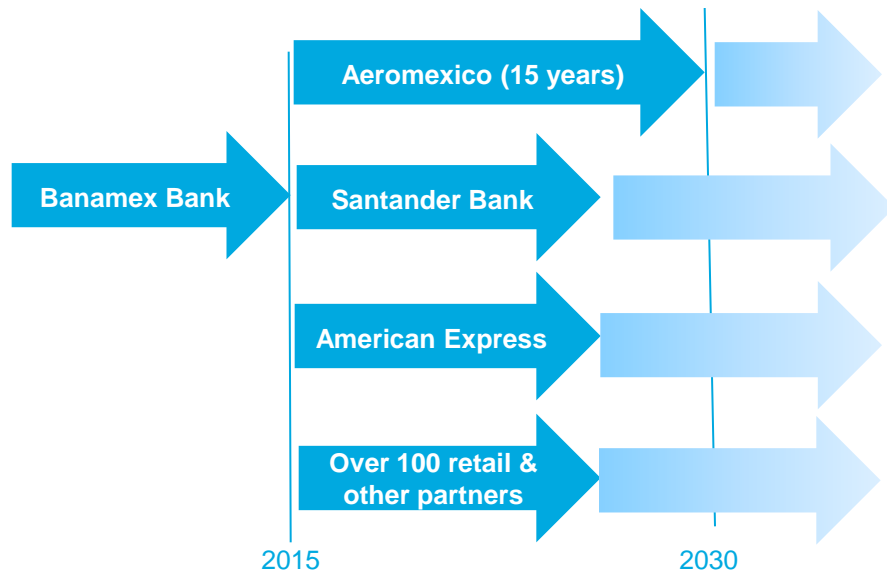 Aeromexico (15 years)
Banamex Bank
Santander Bank
American Express
Over 100 retail &
other partners
2015
2030